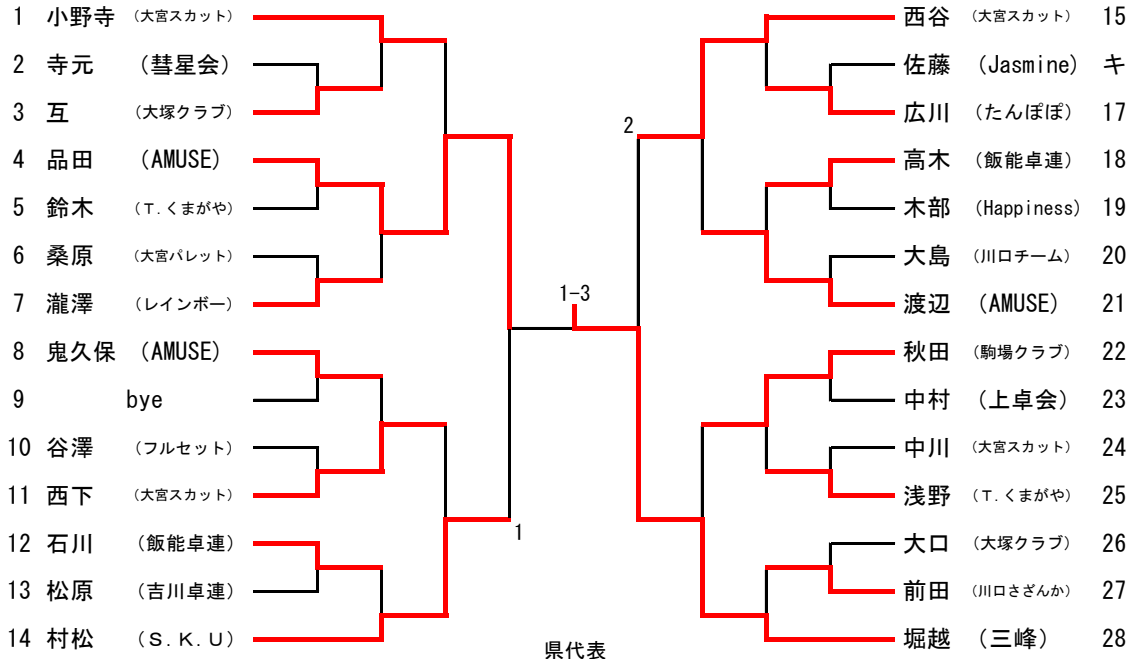 1 小野寺 （大宮スカット）
2 寺元 （彗星会）
3 互 （大塚クラブ）
4 品田 （AMUSE）
5 鈴木 （Ｔ.くまがや）
6 桑原 （大宮パレット）
7 瀧澤 （レインボー）
8 鬼久保 （AMUSE）
9 bye
10 谷澤 （フルセット）
11 西下 （大宮スカット）
12 石川 （飯能卓連）
13 松原 （吉川卓連）
14 村松 （Ｓ.Ｋ.Ｕ）
2
1-3
1
県代表
西谷 （大宮スカット） 15
佐藤 （Jasmine） キ
広川 （たんぽぽ） 17
高木 （飯能卓連） 18
木部 （Happiness） 19
大島 （川口チーム） 20
渡辺 （AMUSE） 21
秋田 （駒場クラブ） 22
中村 （上卓会） 23
中川 （大宮スカット） 24
浅野 （Ｔ.くまがや） 25
大口 （大塚クラブ） 26
前田 （川口さざんか） 27
堀越 （三峰） 28